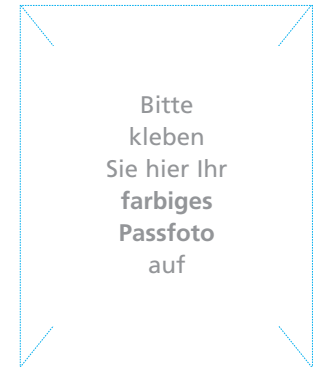 Bitte
kleben
Sie hier Ihr
farbiges
Passfoto
auf